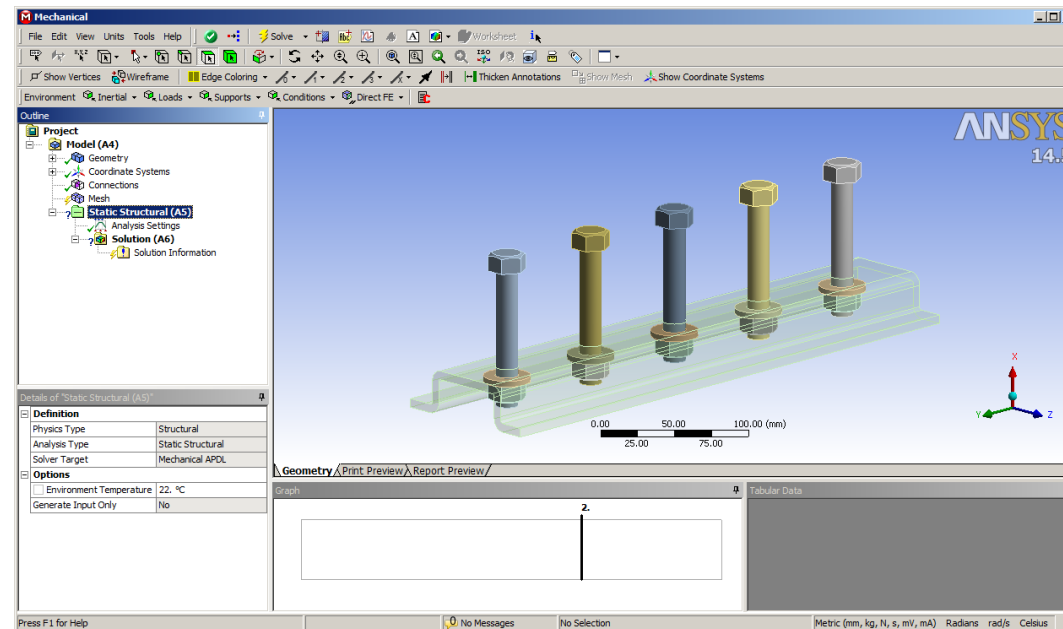 Mechanical
File Edit View Units Tools Help Solve Worksheet
Show Vertices Wireframe Edge Coloring Thicken Annotations Show Mesh Show Coordinate Systems
Environment Inertial Loads Supports Conditions Direct FE
Outline
Project
Model (A4)
Geometry
Coordinate Systems
Connections
Mesh
Static Structural (A5)
Analysis Settings
Solution (A6)
Solution Information
ANSYS
14.
X
Y
Z
0.00 50.00 100.00 (mm)
25.00 75.00
Details of "Static Structural (A5)"
Definition
Physics Type Structural
Analysis Type Static Structural
Solver Target Mechanical APDL
Options
Environment Temperature 22. °C
Generate Input Only No
Geometry Print Preview Report Preview
Graph
2.
Tabular Data
Press F1 for Help 0 No Messages No Selection Metric (mm, kg, N, s, mV, mA) Radians rad/s Celsius